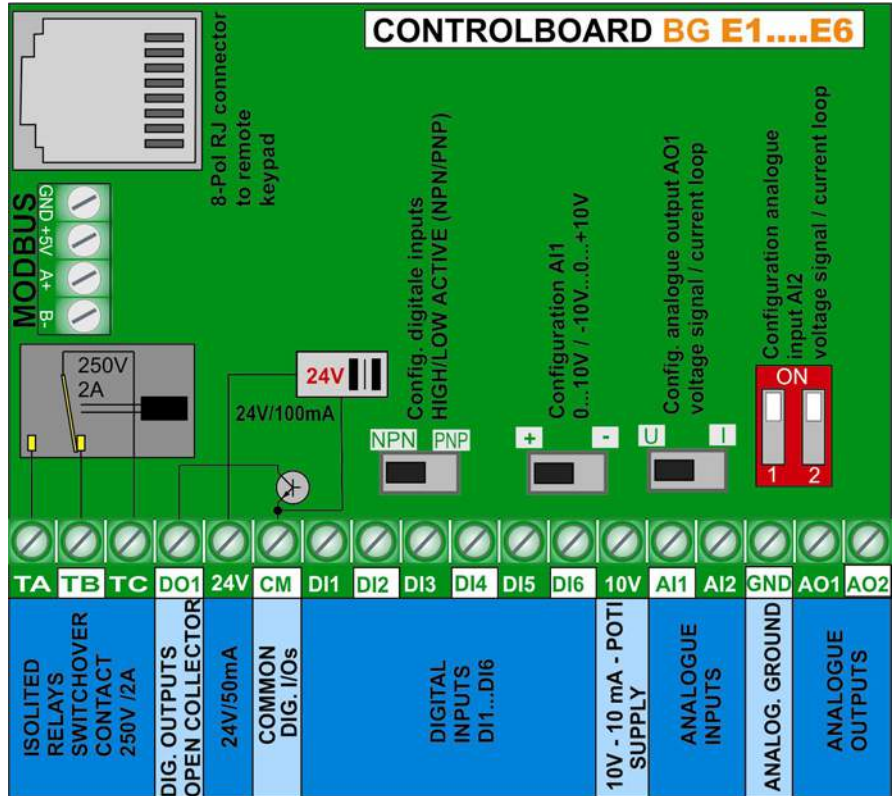 CONTROLBOARD BG E1....E6
8-Pol RJ connector
to remote
keypad
MODBUS
GND
+5V
A+
B-
250V
2A
24V
24V/100mA
Config. digitale inputs
HIGH/LOW ACTIVE (NPN/PNP)
NPN
PNP
Configuration AI1
0...10V / -10V...0...+10V
+
-
Config. analogue output AO1
voltage signal / current loop
U
I
Configuration analogue
input AI2
voltage signal / current loop
ON
1
2
TA
TB
TC
DO1
24V
CM
DI1
DI2
DI3
DI4
DI5
DI6
10V
AI1
AI2
GND
AO1
AO2
ISOLITED
RELAYS
SWITCHOVER
CONTACT
250V /2A
DIG. OUTPUTS
OPEN COLLECTOR
24V/50mA
COMMON
DIG. I/Os
DIGITAL
INPUTS
DI1...DI6
10V - 10 mA - POTI
SUPPLY
ANALOGUE
INPUTS
ANALOG. GROUND
ANALOGUE
OUTPUTS